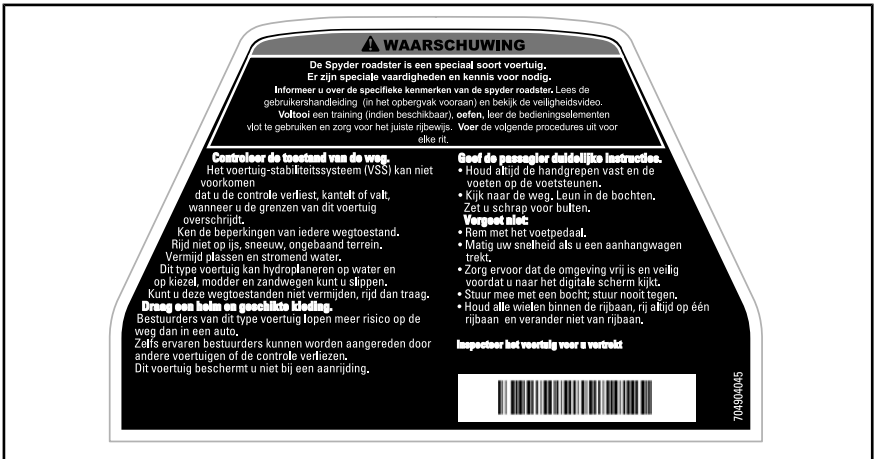 WAARSCHUWING
De Spyder roadster is een speciaal soort voertuig.
Er zijn speciale vaardigheden en kennis voor nodig.
Informeer u over de specifieke kenmerken van de spyder roadster. Lees de
gebruikershandleiding (in het opbergvak vooraan) en bekijk de veiligheidsvideo.
Voltooi een training (indien beschikbaar), oefen, leer de bedieningselementen
vlot te gebruiken en zorg voor het juiste rijbewijs. Voer de volgende procedures uit voor
elke rit.
Controleer de toestand van de weg.
Het voertuig-stabiliteitssysteem (VSS) kan niet
voorkomen
dat u de controle verliest, kantelt of valt,
wanneer u de grenzen van dit voertuig
overschrijdt.
Ken de beperkingen van iedere wegtoestand.
Rijd niet op ijs, sneeuw, ongebaand terrein.
Vermijd plassen en stromend water.
Dit type voertuig kan hydroplaneren op water en
op kiezel, modder en zandwegen kunt u slippen.
Kunt u deze wegtoestanden niet vermijden, rijd dan traag.
Draag een helm en geschikte kleding.
Bestuurders van dit type voertuig lopen meer risico op de
weg dan in een auto.
Zelfs ervaren bestuurders kunnen worden aangereden door
andere voertuigen of de controle verliezen.
Dit voertuig beschermt u niet bij een aanrijding.
Geef de passagier duidelijke instructies.
• Houd altijd de handgrepen vast en de
voeten op de voetsteunen.
• Kijk naar de weg. Leun in de bochten.
Zet u schrap voor bulten.
Vergeet niet:
• Rem met het voetpedaal.
• Matig uw snelheid als u een aanhangwagen
trekt.
• Zorg ervoor dat de omgeving vrij is en veilig
voordat u naar het digitale scherm kijkt.
• Stuur mee met een bocht; stuur nooit tegen.
• Houd alle wielen binnen de rijbaan, rij altijd op één
rijbaan en verander niet van rijbaan.
Inspecteer het voertuig voor u vertrekt
704904045